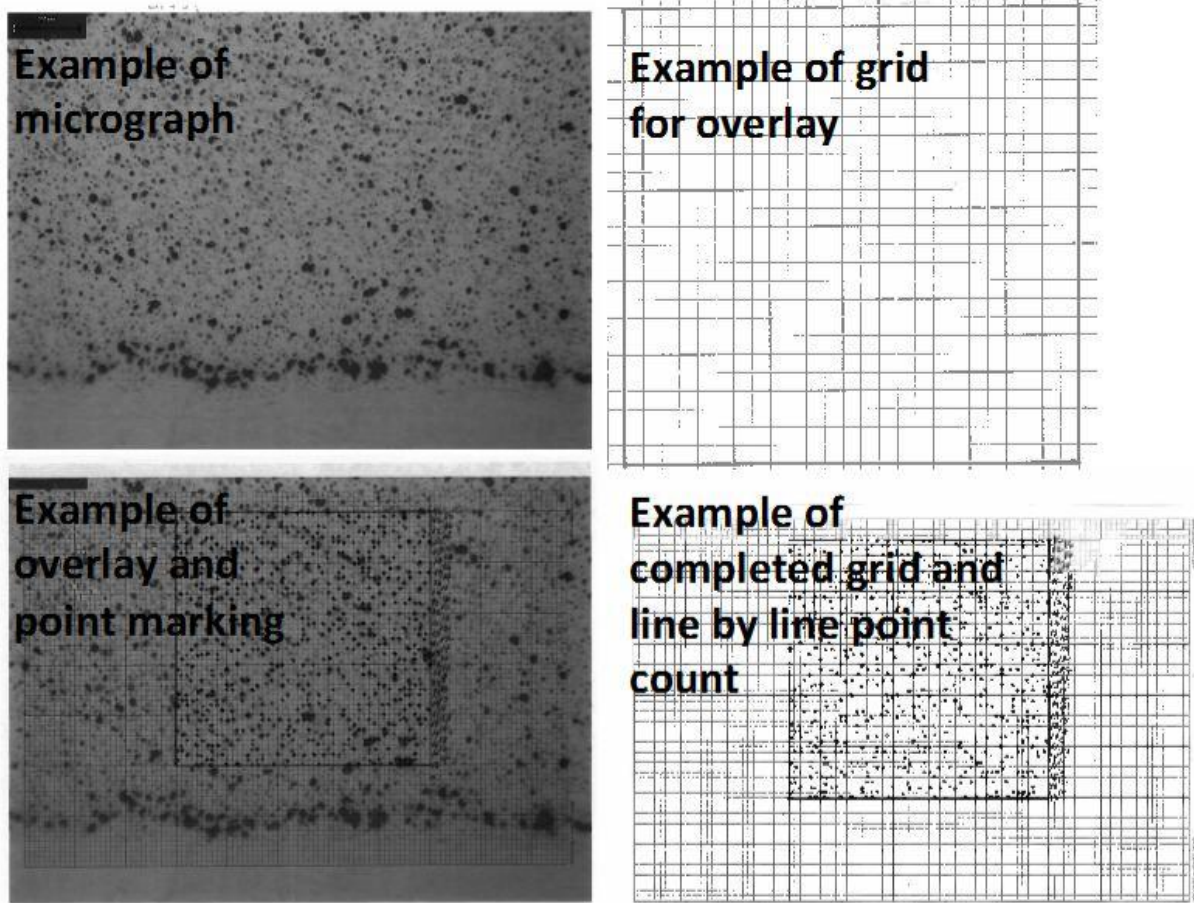 Example of
micrograph
Example of grid
for overlay
Example of
overlay and
point marking
Example of
completed grid and
line by line point
count